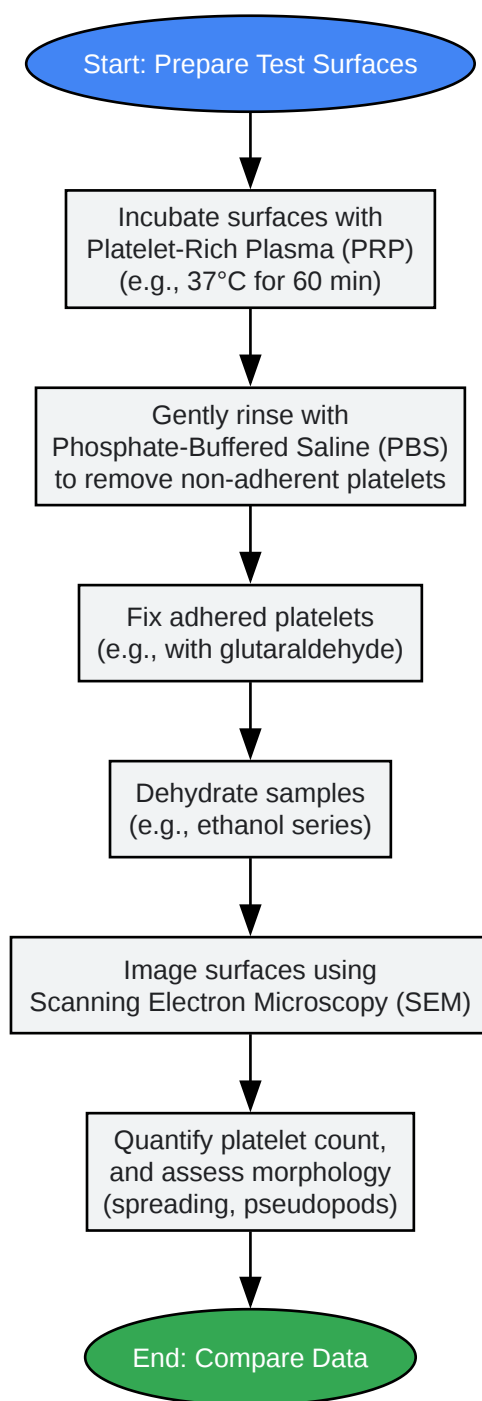 Start: Prepare Test Surfaces
Incubate surfaces with
Platelet-Rich Plasma (PRP)
(e.g., 37°C for 60 min)
Gently rinse with
Phosphate-Buffered Saline (PBS)
to remove non-adherent platelets
Fix adhered platelets
(e.g., with glutaraldehyde)
Dehydrate samples
(e.g., ethanol series)
Image surfaces using
Scanning Electron Microscopy (SEM)
Quantify platelet count,
and assess morphology
(spreading, pseudopods)
End: Compare Data